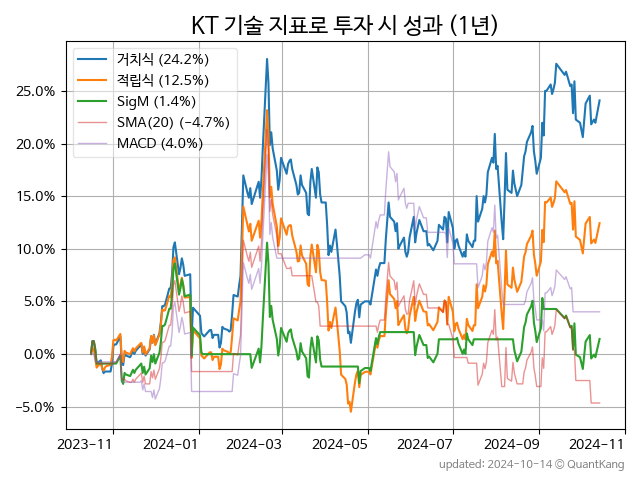 KT 기술 지표로 투자 시 성과 (1년)
거치식 (24.2%)
적립식 (12.5%)
SigM (1.4%)
SMA(20) (−4.7%)
MACD (4.0%)
25.0%
20.0%
15.0%
10.0%
5.0%
0.0%
−5.0%
2023-11 2024-01 2024-03 2024-05 2024-07 2024-09 2024-11
updated: 2024-10-14 © QuantKang